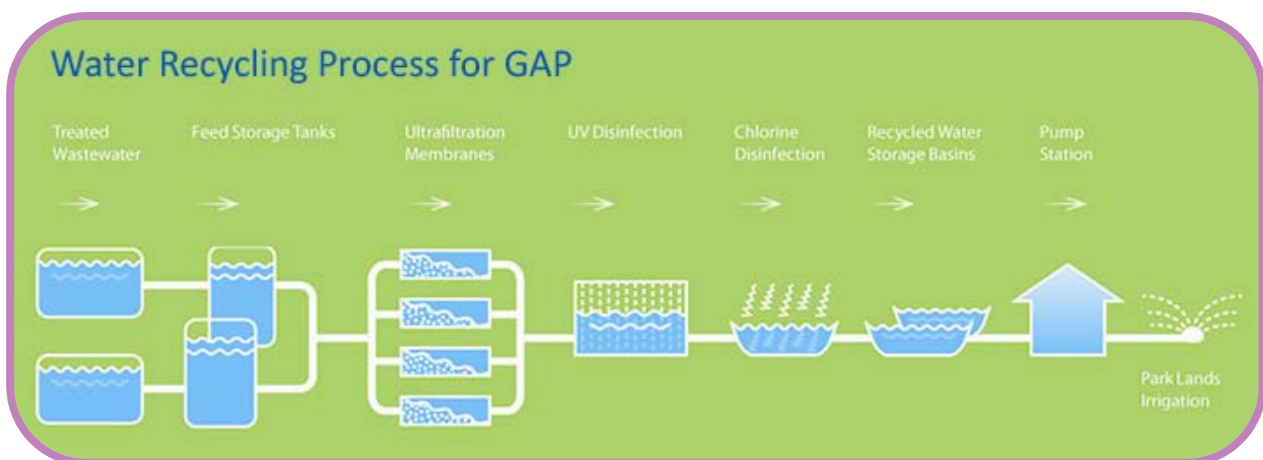 Water Recycling Process for GAP
Treated
Wastewater
Feed Storage Tanks
Ultrafiltration
Membranes
UV Disinfection
Chlorine
Disinfection
Recycled Water
Storage Basins
Pump
Station
Park Lands
Irrigation